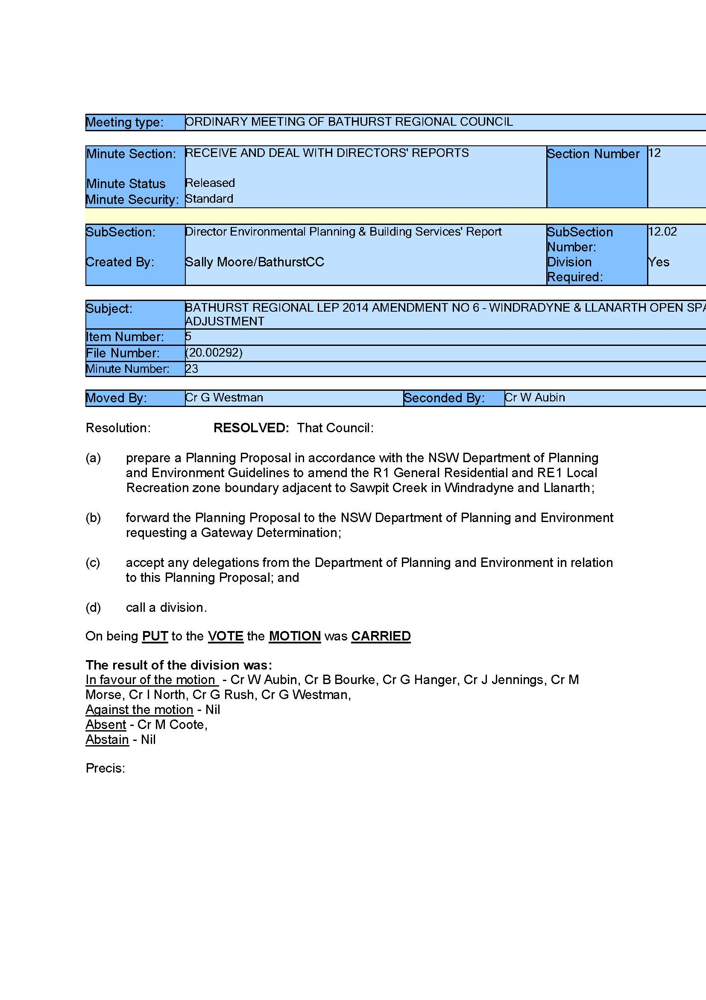 Meeting type: ORDINARY MEETING OF BATHURST REGIONAL COUNCIL
Minute Section: RECEIVE AND DEAL WITH DIRECTORS' REPORTS Section Number 12
Minute Status Released
Minute Security: Standard
SubSection: Director Environmental Planning & Building Services' Report SubSection 12.02
Number:
Created By: Sally Moore/BathurstCC Division Yes
Required:
Subject: BATHURST REGIONAL LEP 2014 AMENDMENT NO 6 - WINDRADYNE & LLANARTH OPEN SPA
ADJUSTMENT
Item Number: 5
File Number: (20.00292)
Minute Number: 23
Moved By: Cr G Westman Seconded By: Cr W Aubin
Resolution: RESOLVED: That Council:
(a) prepare a Planning Proposal in accordance with the NSW Department of Planning
and Environment Guidelines to amend the R1 General Residential and RE1 Local
Recreation zone boundary adjacent to Sawpit Creek in Windradyne and Llanarth;
(b) forward the Planning Proposal to the NSW Department of Planning and Environment
requesting a Gateway Determination;
(c) accept any delegations from the Department of Planning and Environment in relation
to this Planning Proposal; and
(d) call a division.
On being PUT to the VOTE the MOTION was CARRIED
The result of the division was:
In favour of the motion - Cr W Aubin, Cr B Bourke, Cr G Hanger, Cr J Jennings, Cr M
Morse, Cr I North, Cr G Rush, Cr G Westman,
Against the motion - Nil
Absent - Cr M Coote,
Abstain - Nil
Precis: